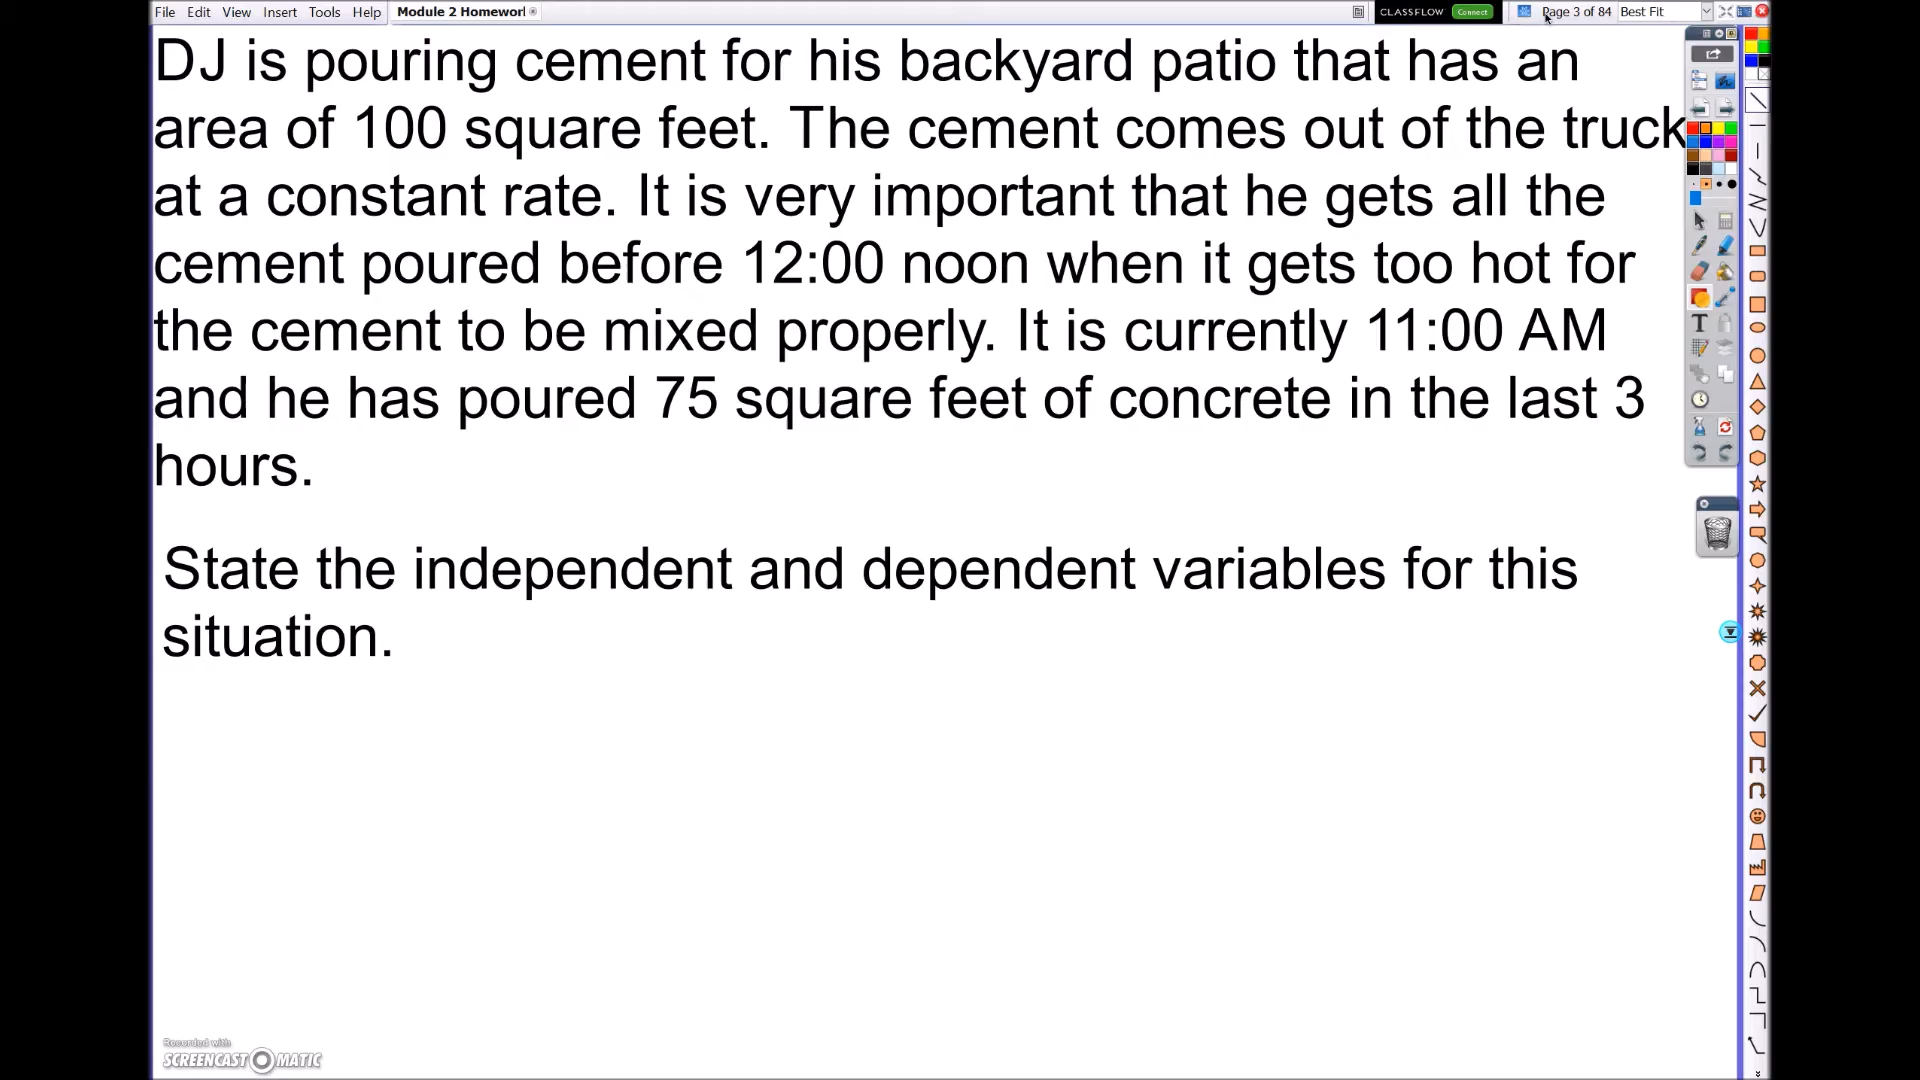 File Edit View Insert Tools Help Module 2 Homeworl CLASSFLOW Connect Page 3 of 84 Best Fit
DJ is pouring cement for his backyard patio that has an
area of 100 square feet. The cement comes out of the truck
at a constant rate. It is very important that he gets all the
cement poured before 12:00 noon when it gets too hot for
the cement to be mixed properly. It is currently 11:00 AM
and he has poured 75 square feet of concrete in the last 3
hours.
State the independent and dependent variables for this
situation.
Recorded with
SCREENCAST MATIC